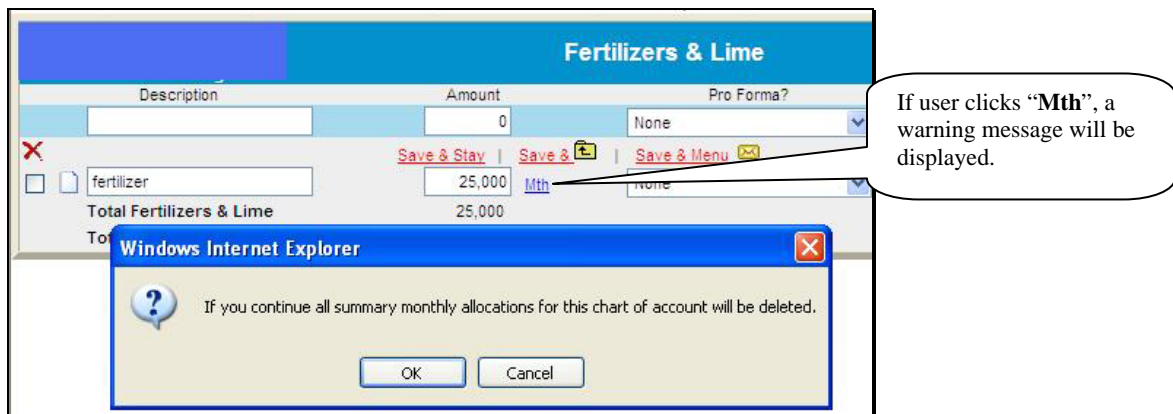 Fertilizers & Lime
Description Amount Pro Forma?
0 None
Save & Stay | Save & | Save & Menu
fertilizer 25,000 Mth None
Total Fertilizers & Lime 25,000
Windows Internet Explorer
If you continue all summary monthly allocations for this chart of account will be deleted.
OK Cancel
If user clicks “Mth”, a
warning message will be
displayed.